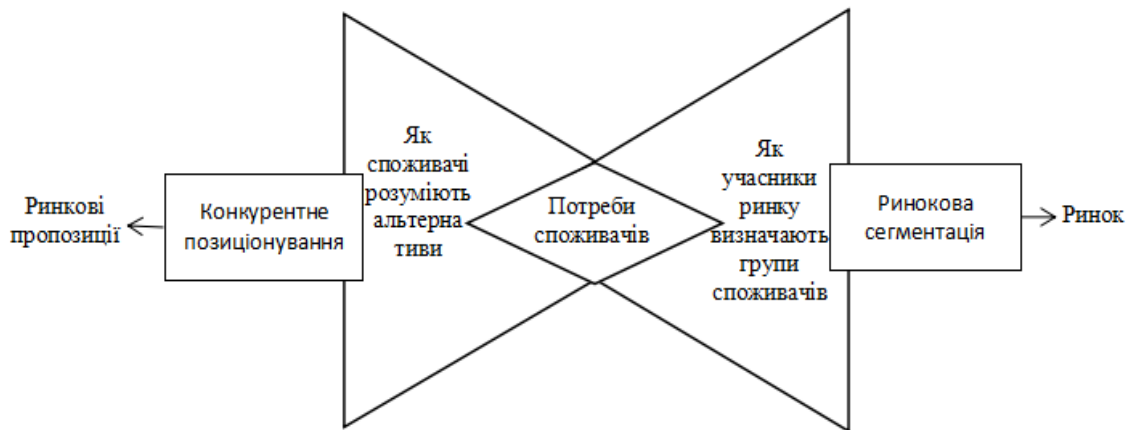 Ринкові
пропозиції
Конкурентне
позиціонування
Як
споживачі
розуміють
альтерна
тиви
Потреби
споживачів
Як
учасники
ринку
визначають
групи
споживачів
Ринокова
сегментація
Ринок